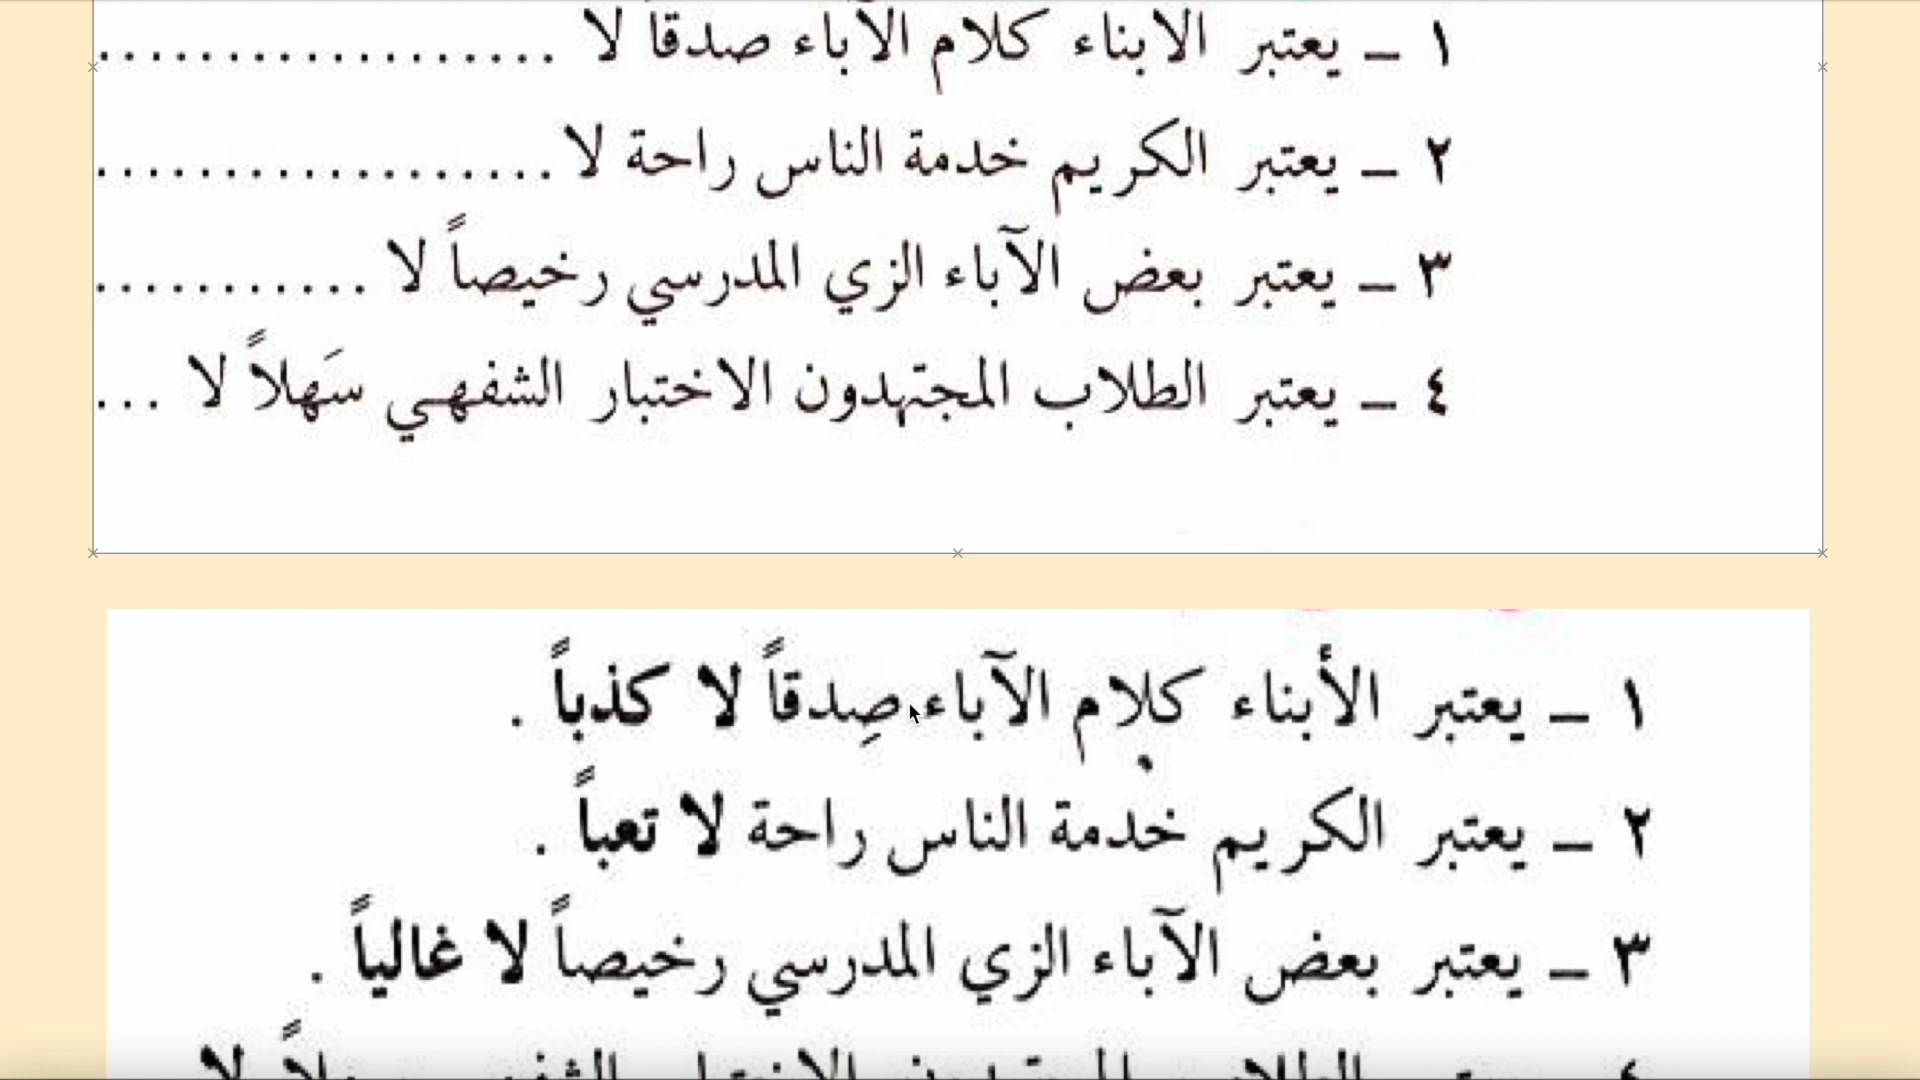 ١ – يعتبر الابناء كلام الآباء صدقاً لا ..................
٢ – يعتبر الكريم خدمة الناس راحة لا ..................
٣ – يعتبر بعض الآباء الزي المدرسي رخيصاً لا ...........
٤ – يعتبر الطلاب المجتهدون الاختبار الشفهي سَهلاً لا ...
١ – يعتبر الأبناء كلام الآباء صِدقاً لا كذباً .
٢ – يعتبر الكريم خدمة الناس راحة لا تعباً .
٣ – يعتبر بعض الآباء الزي المدرسي رخيصاً لا غالياً .